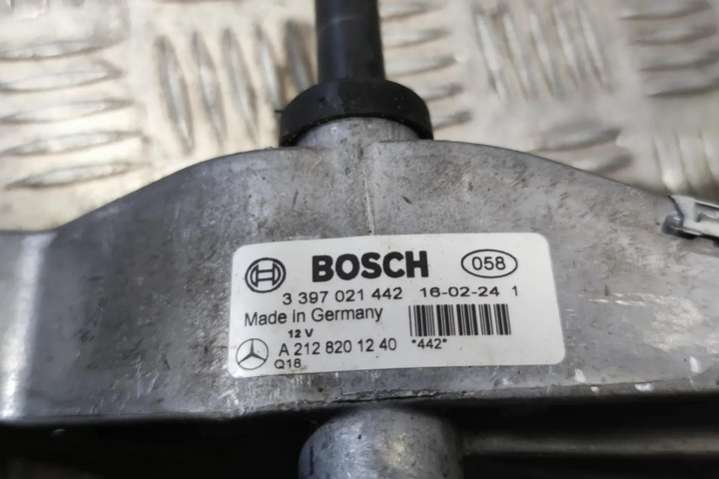 BOSCH 058
3 397 021 442 16-02-24 1
Made in Germany
12 V
A 212 820 12 40 *442*
Q18